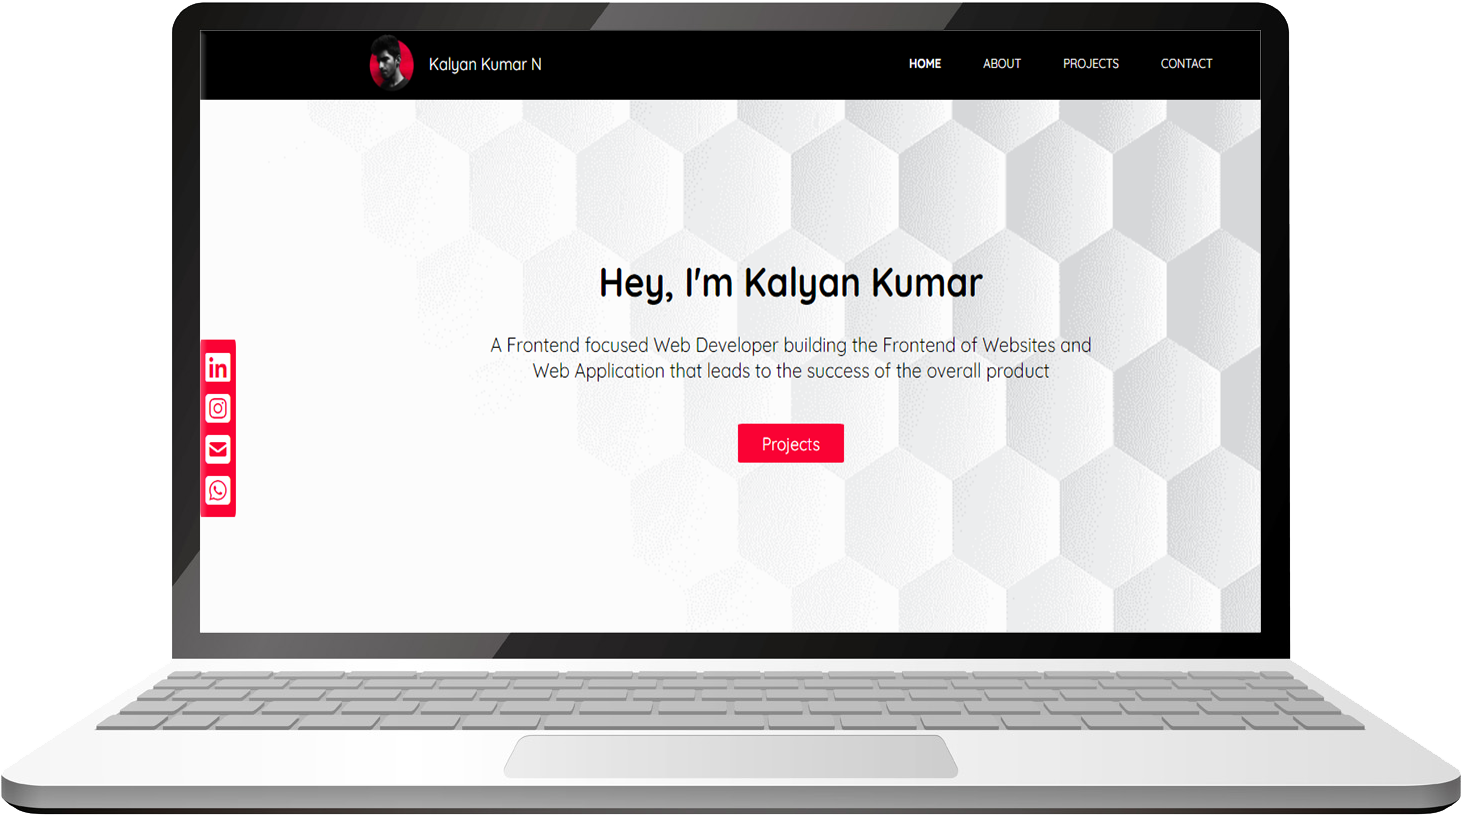 Kalyan Kumar N
HOME ABOUT PROJECTS CONTACT
Hey, I'm Kalyan Kumar
A Frontend focused Web Developer building the Frontend of Websites and
Web Application that leads to the success of the overall product
in
Projects